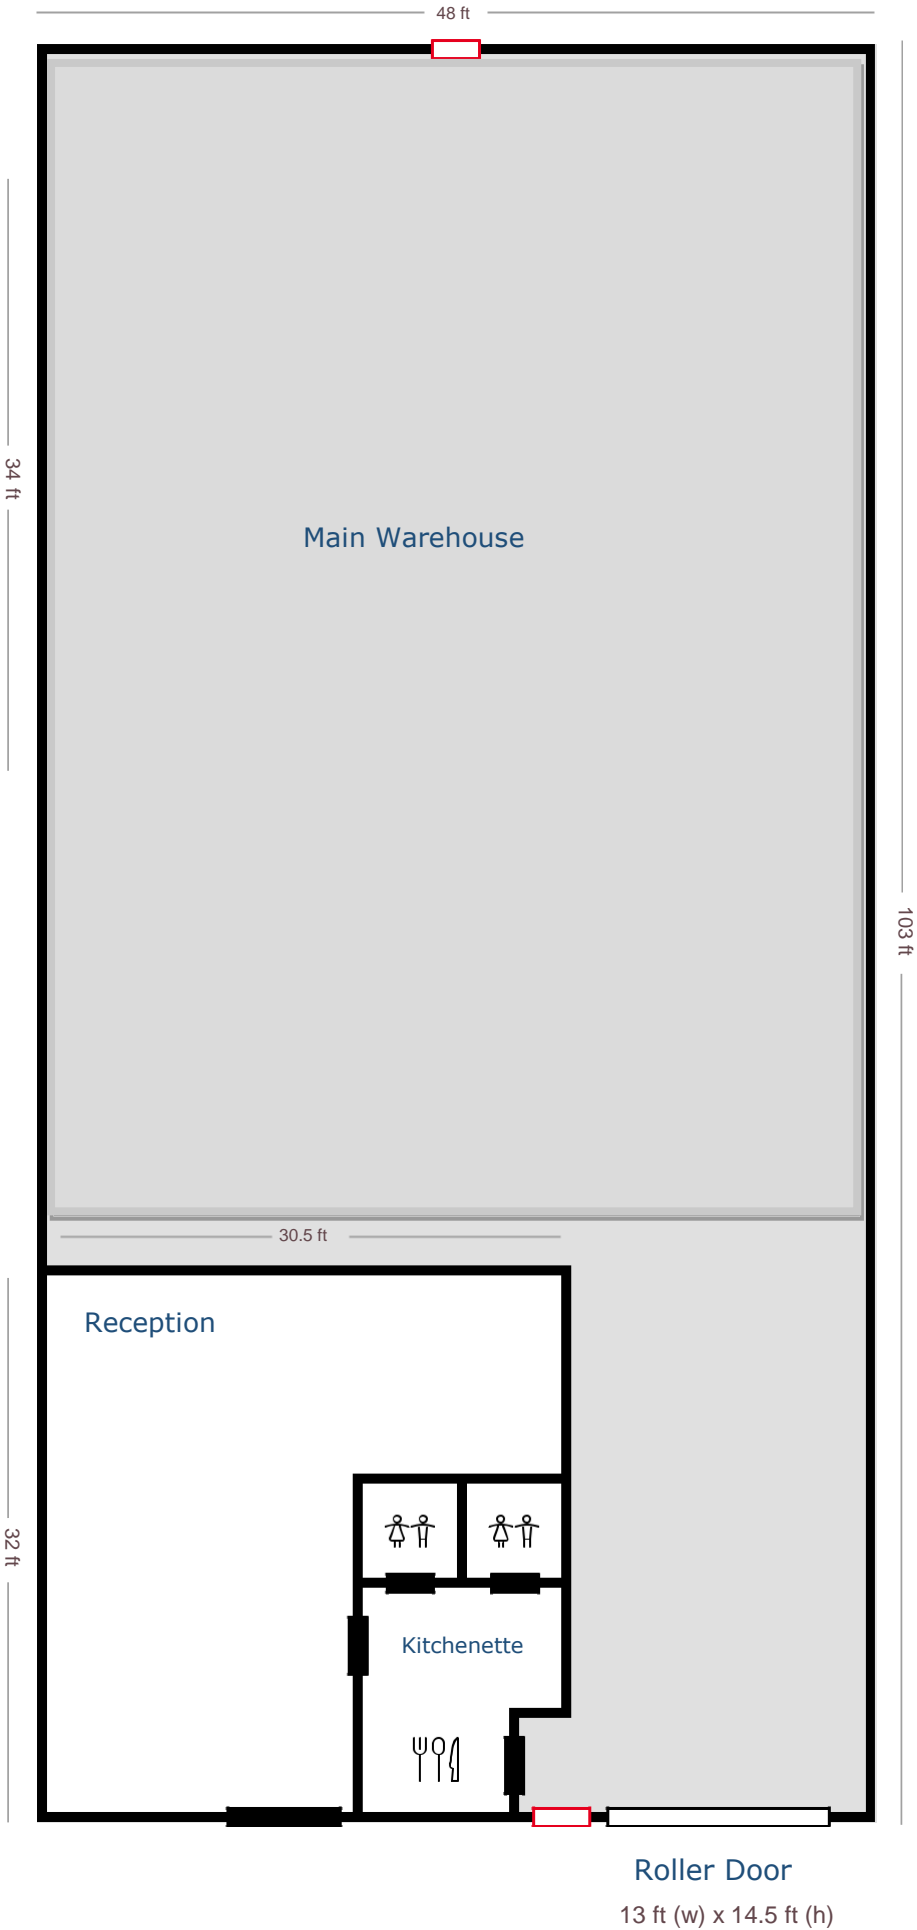 48 ft
34 ft
Main Warehouse
103 ft
30.5 ft
Reception
32 ft
Kitchenette
Roller Door
13 ft (w) x 14.5 ft (h)